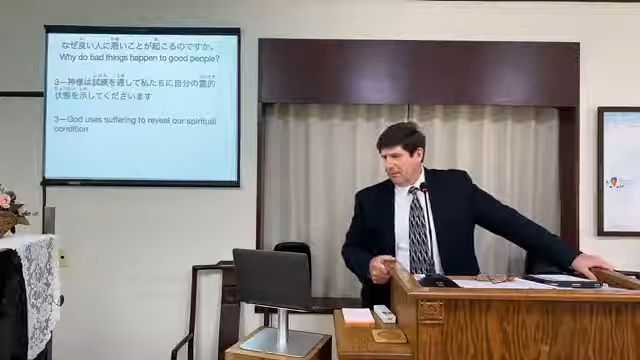 なぜ良い人に悪いことが起こるのですか。
Why do bad things happen to good people?
3—神様は試練を通して私たちに自分の霊的
状態を示してくださいます
3—God uses suffering to reveal our spiritual
condition